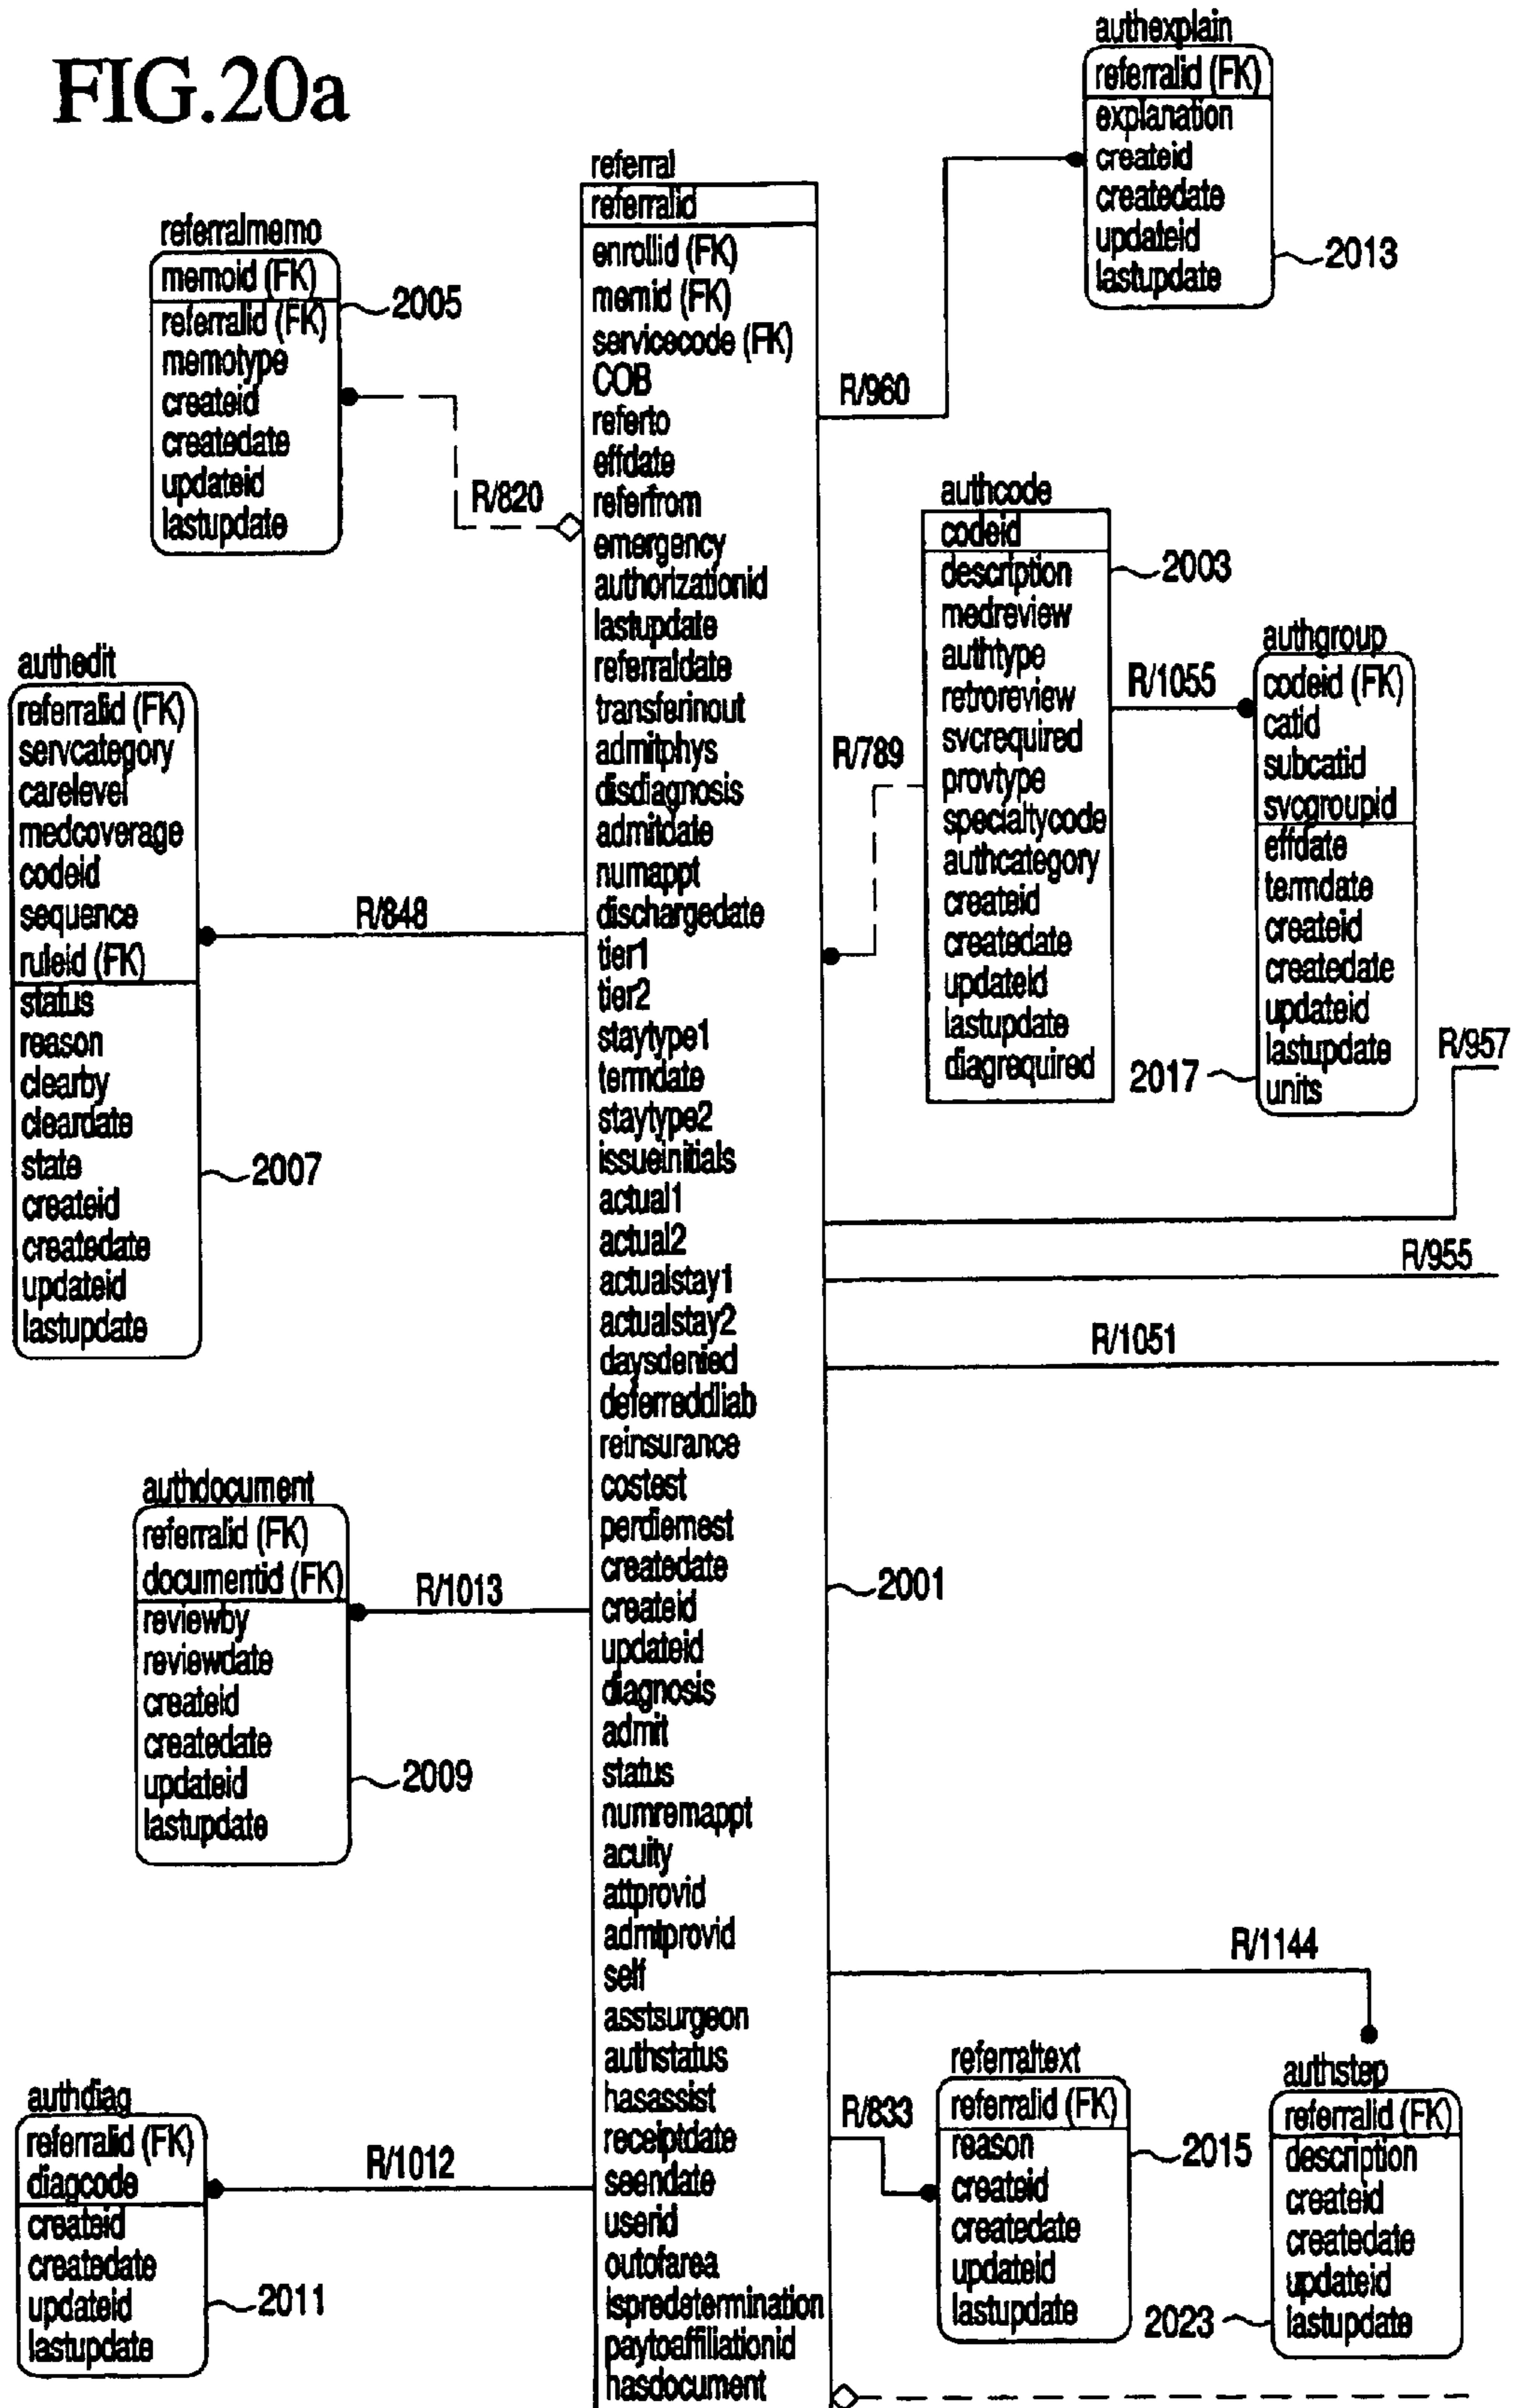 FIG.20a
authexplain
referralid (FK)
explanation
createid
createdate
updateid
lastupdate
2013
referralmemo
memoid (FK)
referralid (FK)
memotype
createid
createdate
updateid
lastupdate
2005
R/820
referral
referralid
enrollid (FK)
memid (FK)
servicecode (FK)
COB
referto
effdate
referfrom
emergency
authorizationid
lastupdate
referraldate
transferinout
admitphys
disdiagnosis
admitdate
numappt
dischargedate
tier1
tier2
staytype1
termdate
staytype2
issueinitials
actual1
actual2
actualstay1
actualstay2
daysdenied
deferreddliab
reinsurance
costest
perdiemest
createdate
createid
updateid
diagnosis
admit
status
numremappt
acuity
attprovid
admtprovid
self
asstsurgeon
authstatus
hasassist
receiptdate
seendate
userid
outofarea
ispredetermination
paytoaffiliationid
hasdocument
2001
R/960
authcode
codeid
description
medreview
authtype
retroreview
svcrequired
provtype
specialtycode
authcategory
createid
createdate
updateid
lastupdate
diagrequired
2003
R/789
R/1055
authgroup
codeid (FK)
catid
subcatid
svcgroupid
effdate
termdate
createid
createdate
updateid
lastupdate
units
2017
R/957
R/955
R/1051
authedit
referralid (FK)
servcategory
carelevel
medcoverage
codeid
sequence
ruleid (FK)
status
reason
clearby
cleardate
state
createid
createdate
updateid
lastupdate
2007
R/848
authdocument
referralid (FK)
documentid (FK)
reviewby
reviewdate
createid
createdate
updateid
lastupdate
2009
R/1013
authdiag
referralid (FK)
diagcode
createid
createdate
updateid
lastupdate
2011
R/1012
R/1144
R/833
referraltext
referralid (FK)
reason
createid
createdate
updateid
lastupdate
2015
authstep
referralid (FK)
description
createid
createdate
updateid
lastupdate
2023